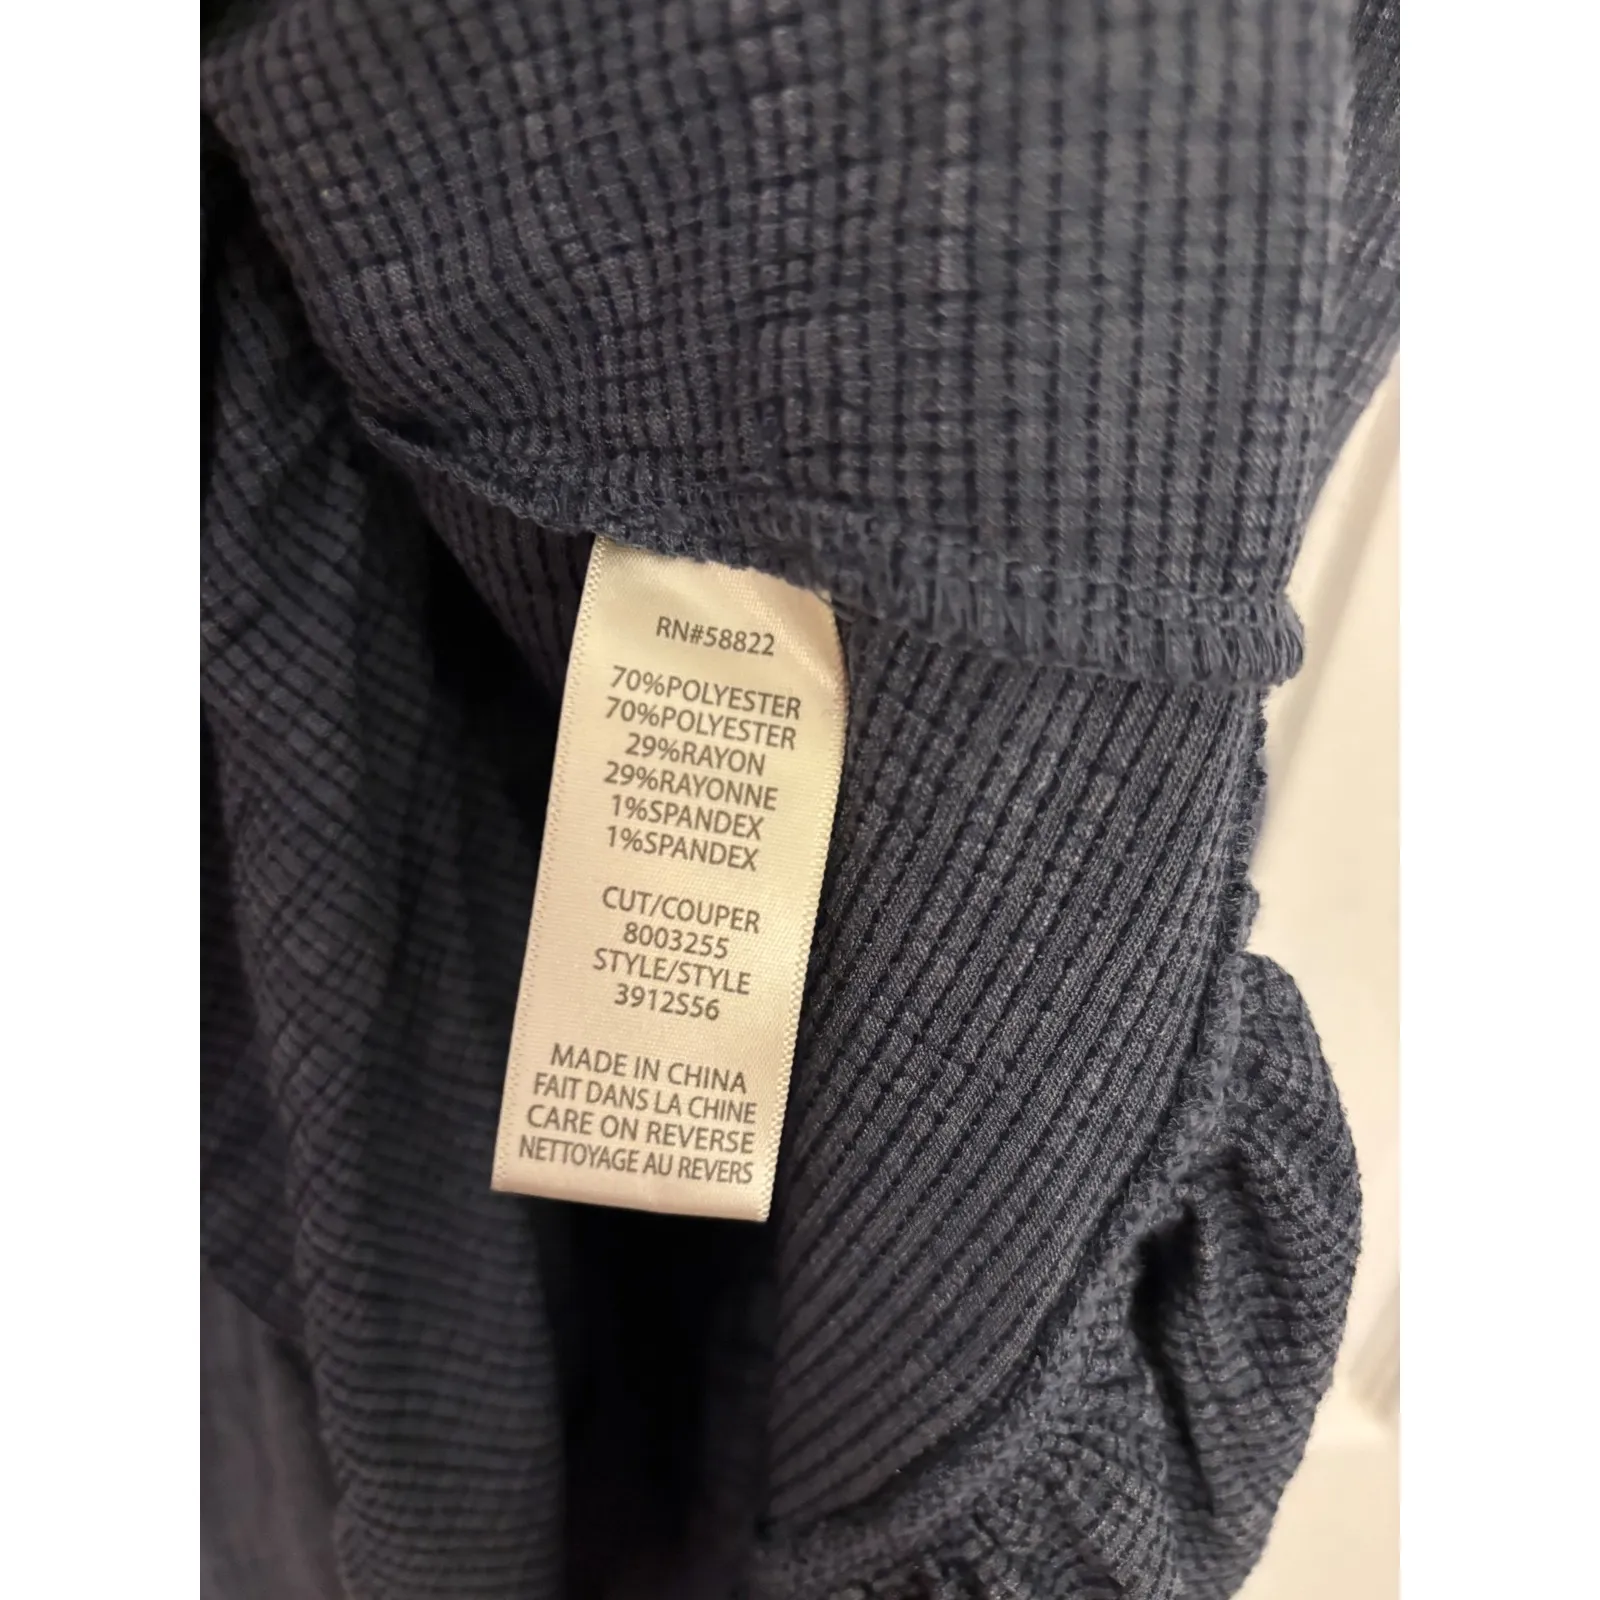 RN#58822
70%POLYESTER
70%POLYESTER
29%RAYON
29%RAYONNE
1%SPANDEX
1%SPANDEX
CUT/COUPER
8003255
STYLE/STYLE
3912S56
MADE IN CHINA
FAIT DANS LA CHINE
CARE ON REVERSE
NETTOYAGE AU REVERS